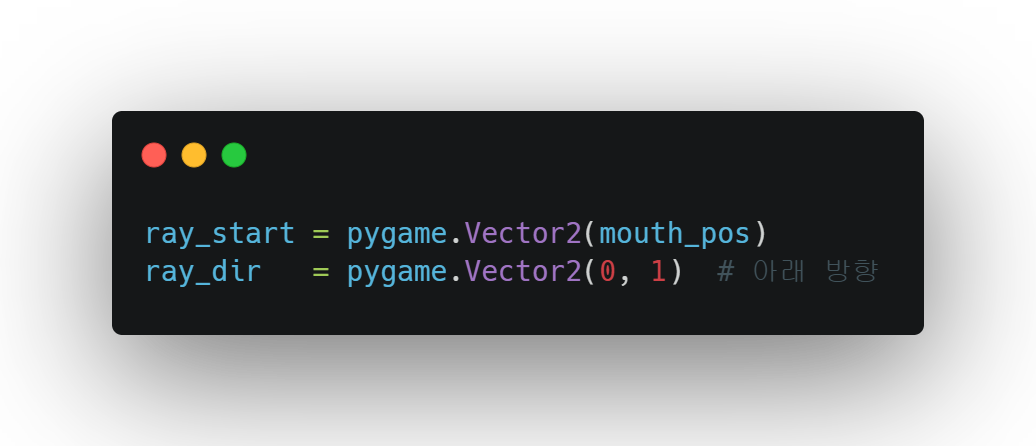 ray_start = pygame.Vector2(mouth_pos)
ray_dir   = pygame.Vector2(0, 1)  # 아래 방향